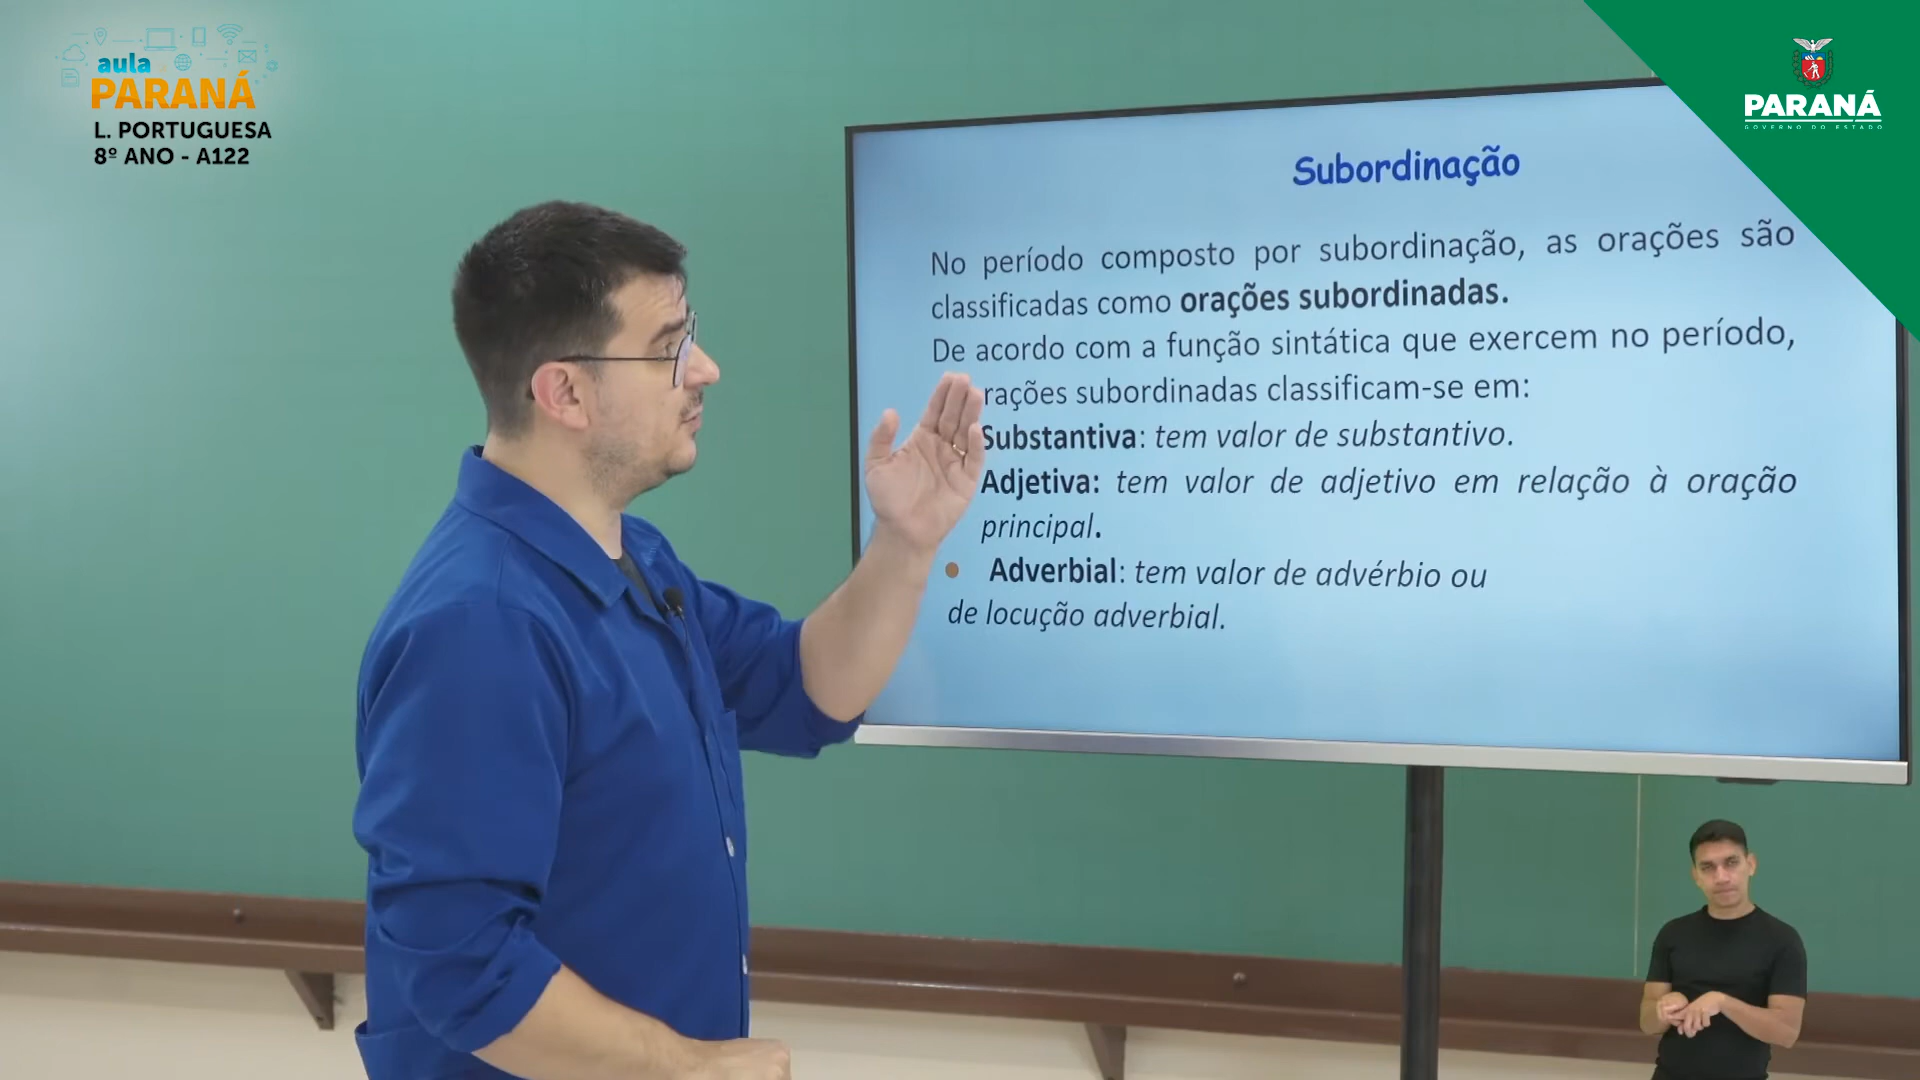 aula
PARANÁ
L. PORTUGUESA
8º ANO - A122
PARANÁ
GOVERNO DO ESTADO
Subordinação
No período composto por subordinação, as orações são
classificadas como orações subordinadas.
De acordo com a função sintática que exercem no período,
rações subordinadas classificam-se em:
Substantiva: tem valor de substantivo.
Adjetiva: tem valor de adjetivo em relação à oração
principal.
• Adverbial: tem valor de advérbio ou
de locução adverbial.